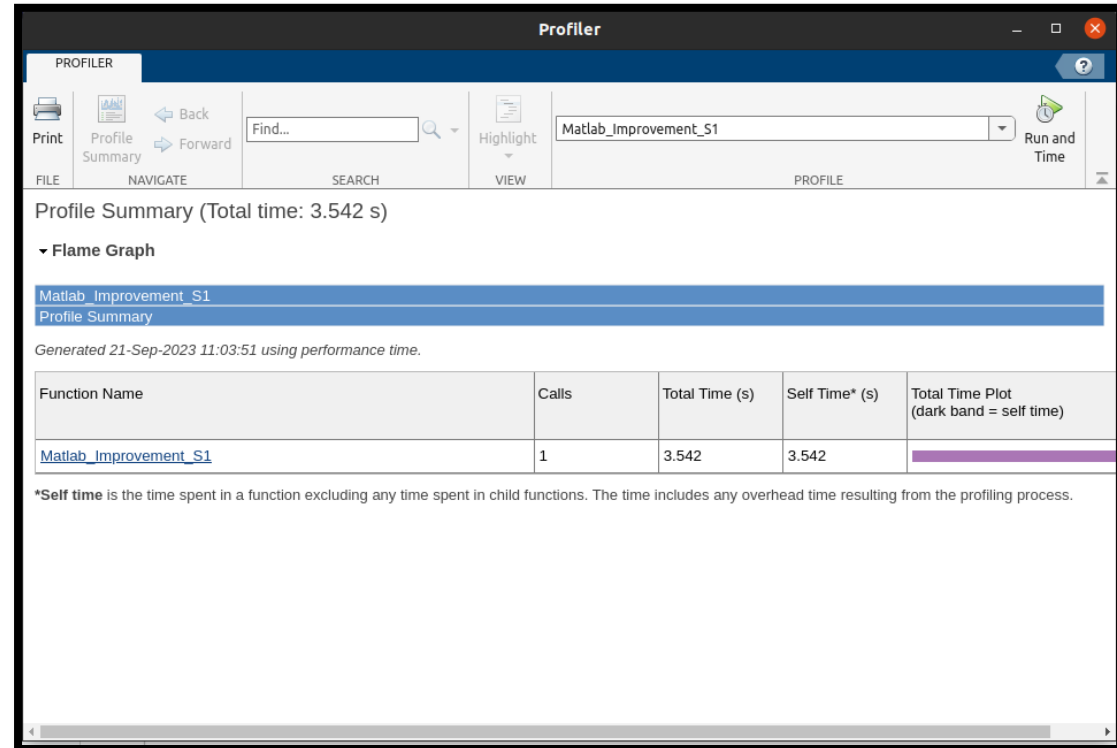 Profiler
PROFILER
Print
Profile
Summary
Back
Forward
Find...
Highlight
Matlab_Improvement_S1
Run and
Time
FILE
NAVIGATE
SEARCH
VIEW
PROFILE
Profile Summary (Total time: 3.542 s)
Flame Graph
Matlab_Improvement_S1
Profile Summary
Generated 21-Sep-2023 11:03:51 using performance time.
Function Name Calls Total Time (s) Self Time* (s) Total Time Plot
(dark band = self time)
Matlab_Improvement_S1 1 3.542 3.542
*Self time is the time spent in a function excluding any time spent in child functions. The time includes any overhead time resulting from the profiling process.